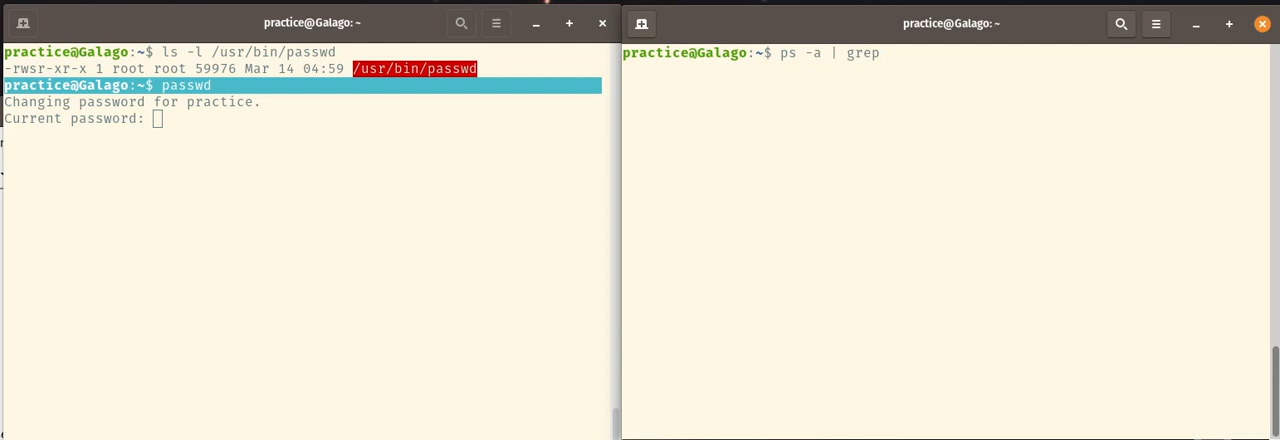 practice@Galago: ~
practice@Galago:~$ ls -l /usr/bin/passwd
-rwsr-xr-x 1 root root 59976 Mar 14 04:59 /usr/bin/passwd
practice@Galago:~$ passwd
Changing password for practice.
Current password:
practice@Galago: ~
practice@Galago:~$ ps -a | grep